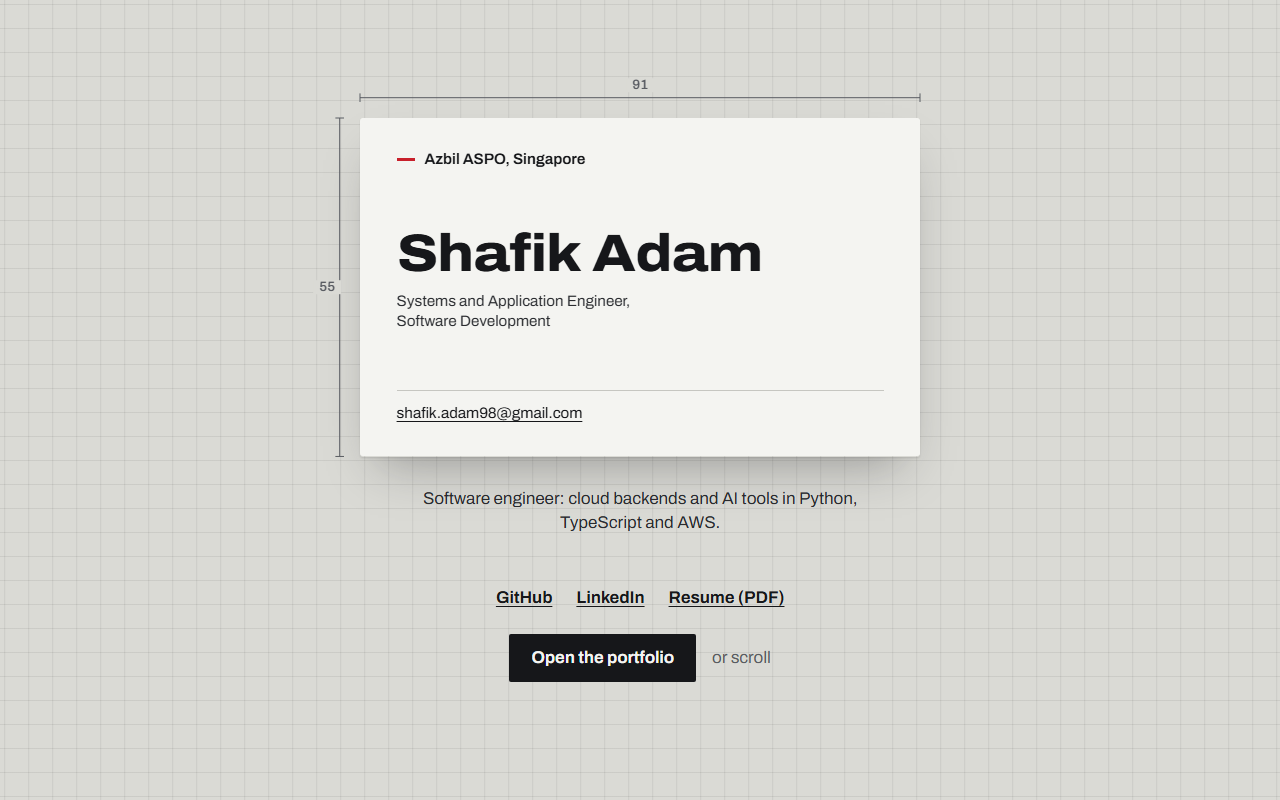 91
Azbil ASPO, Singapore
Shafik Adam
55
Systems and Application Engineer,
Software Development
shafik.adam98@gmail.com
Software engineer: cloud backends and AI tools in Python,
TypeScript and AWS.
GitHub LinkedIn Resume (PDF)
Open the portfolio or scroll